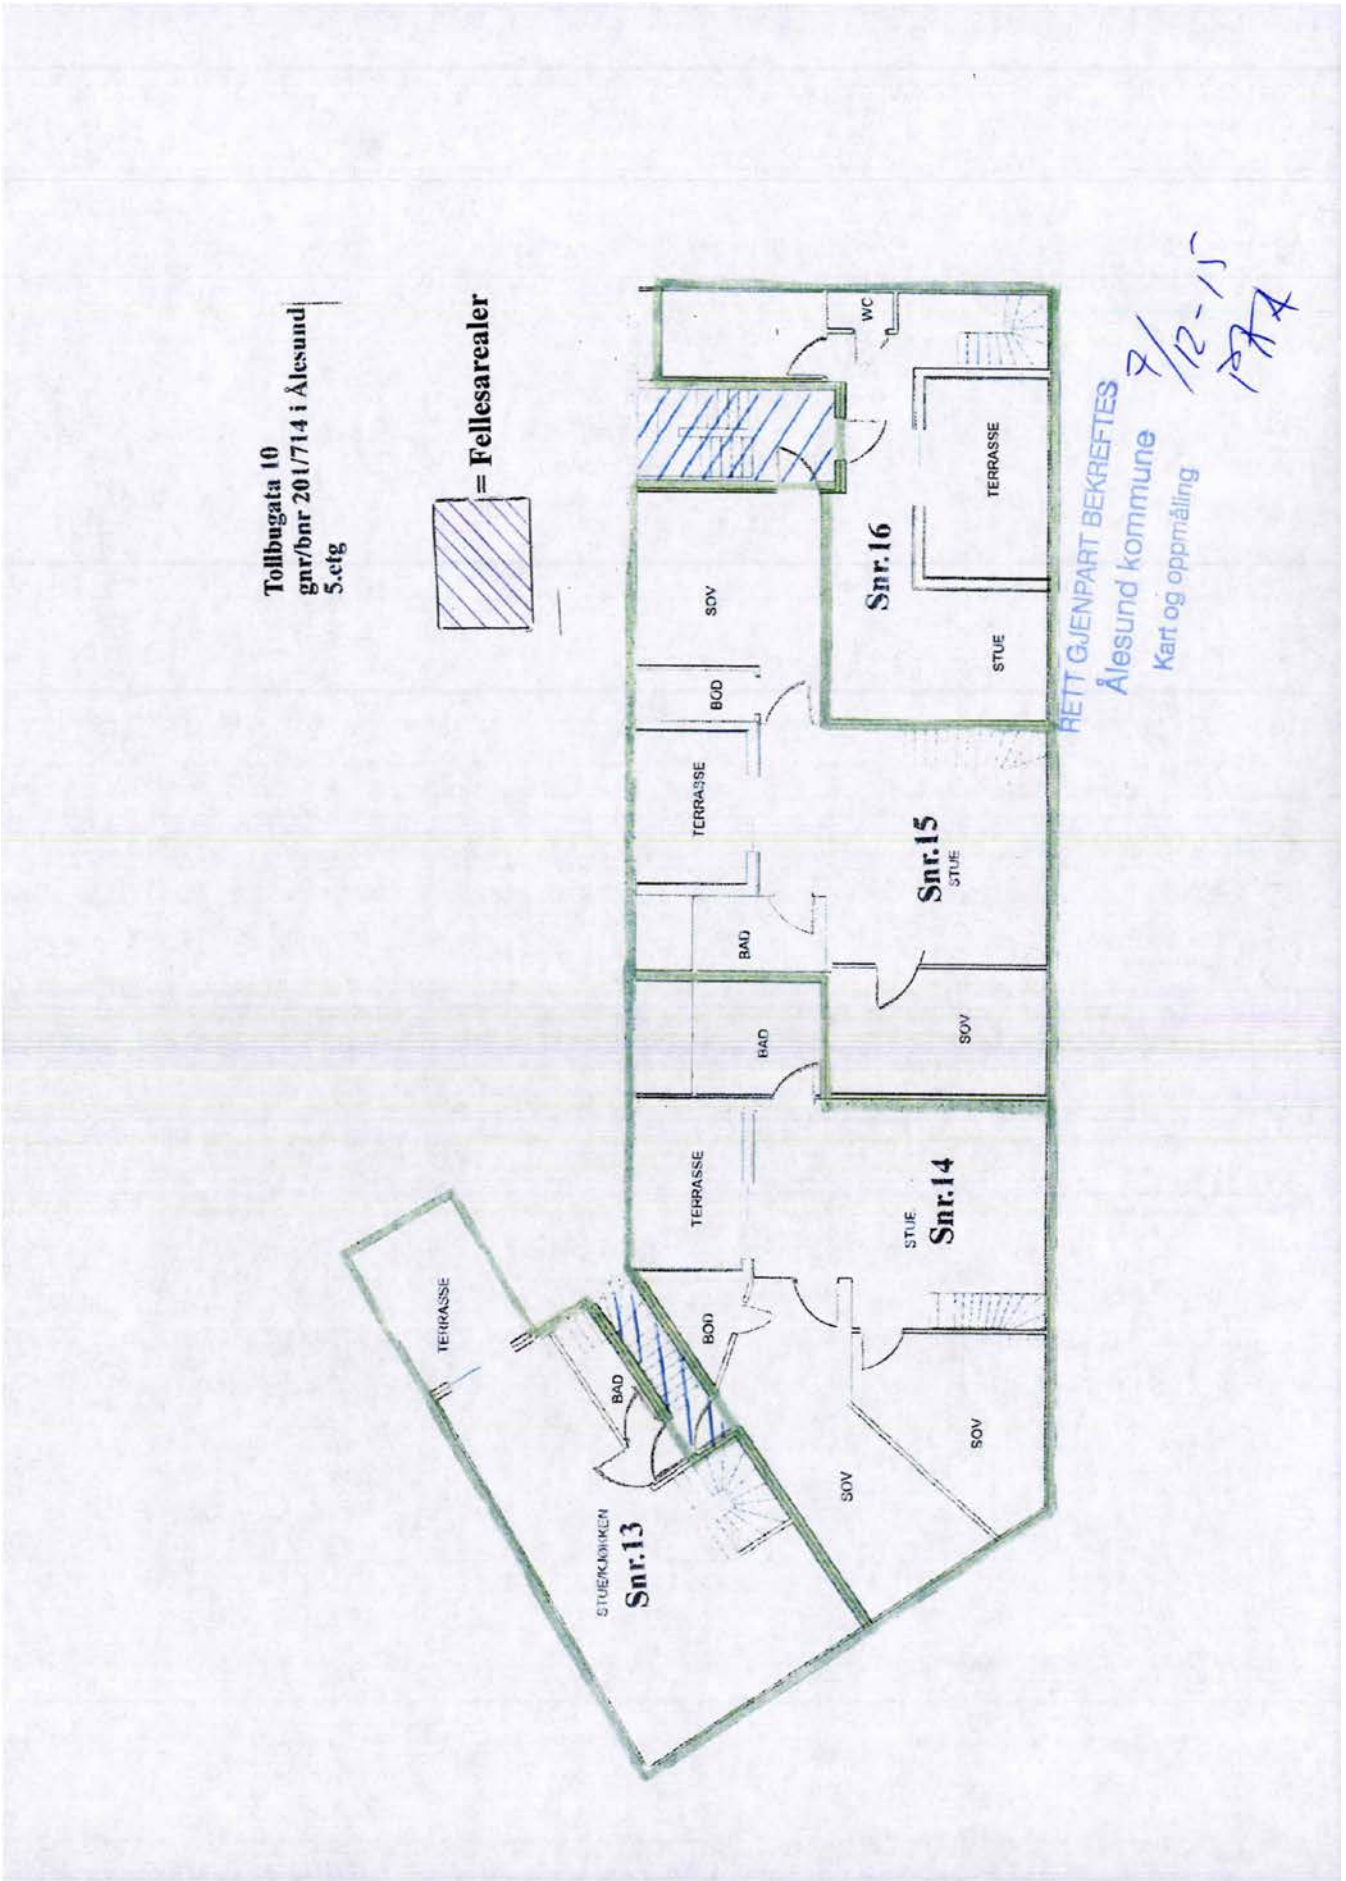 Tollbugata 10
gnr/bnr 201/714 i Ålesund
5.etg
= Fellesarealer
TERRASSE
BAD
STUE/KJØKKEN
Snr.13
BOD
TERRASSE
BAD
STUE
Snr.14
SOV
SOV
BAD
TERRASSE
BOD
SOV
Snr.15
STUE
SOV
WC
Snr.16
TERRASSE
STUE
RETT GJENPART BEKREFTES
Ålesund kommune
Kart og oppmåling
7/12-15